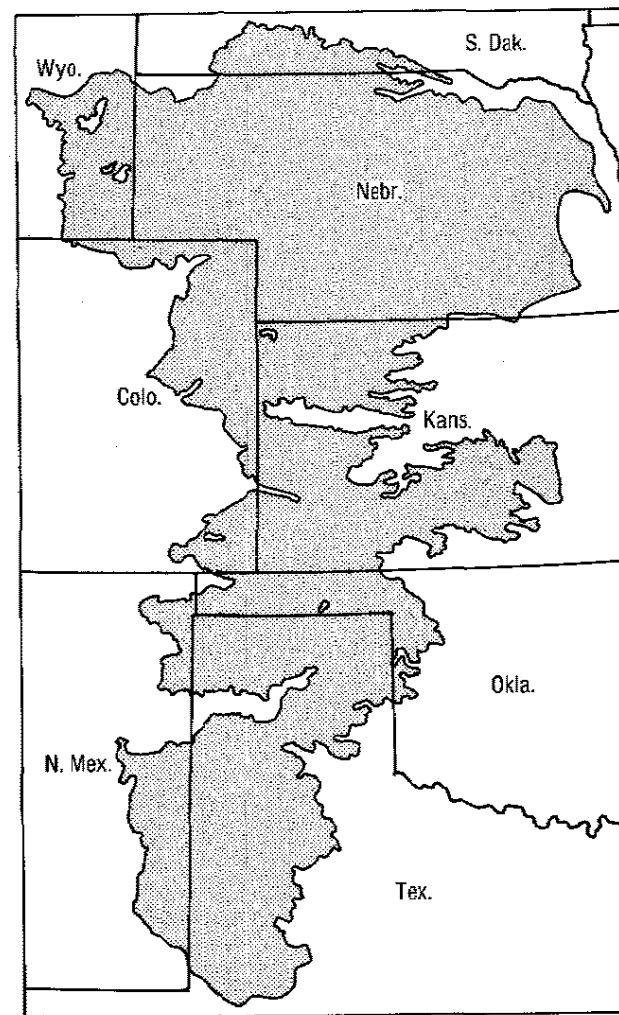 S. Dak.
Wyo.
Nebr.
Colo.
Kans.
Okla.
N. Mex.
Tex.